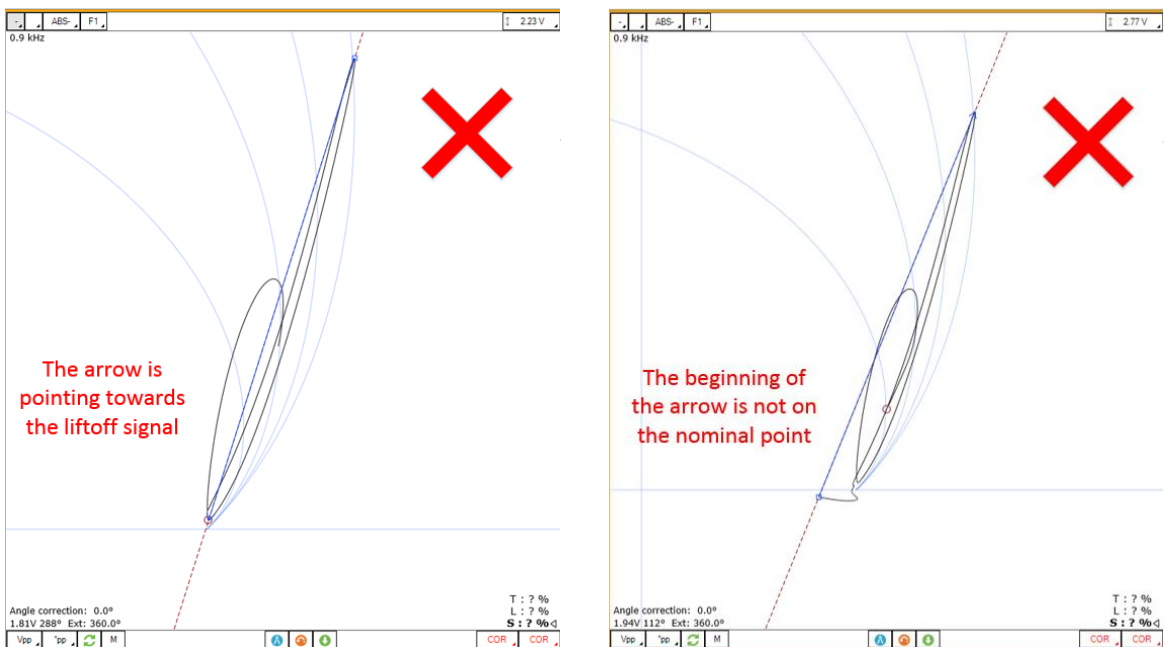 - ABS- F1 2.23 V
0.9 kHz
The arrow is
pointing towards
the liftoff signal
T : ? %
L : ? %
S : ? %
Angle correction: 0.0°
1.81V 288° Ext: 360.0°
Vpp °pp M A COR COR
- ABS- F1 2.77 V
0.9 kHz
The beginning of
the arrow is not on
the nominal point
T : ? %
L : ? %
S : ? %
Angle correction: 0.0°
1.94V 112° Ext: 360.0°
Vpp °pp M A COR COR